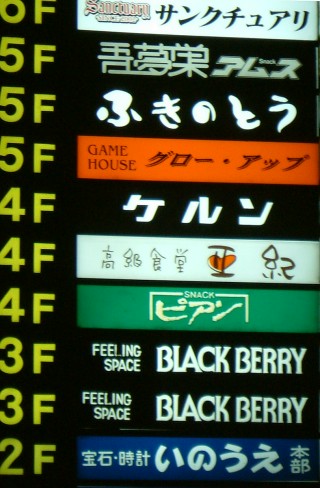 6F Sanctuary サンクチュアリ
5F 吾夢栄 Snack アムス
5F ふきのとう
5F GAME HOUSE グロー・アップ
4F ケルン
4F 高級食堂 亜紀
4F SNACK ピアン
3F FEELING SPACE BLACK BERRY
3F FEELING SPACE BLACK BERRY
2F 宝石・時計 いのうえ 本部